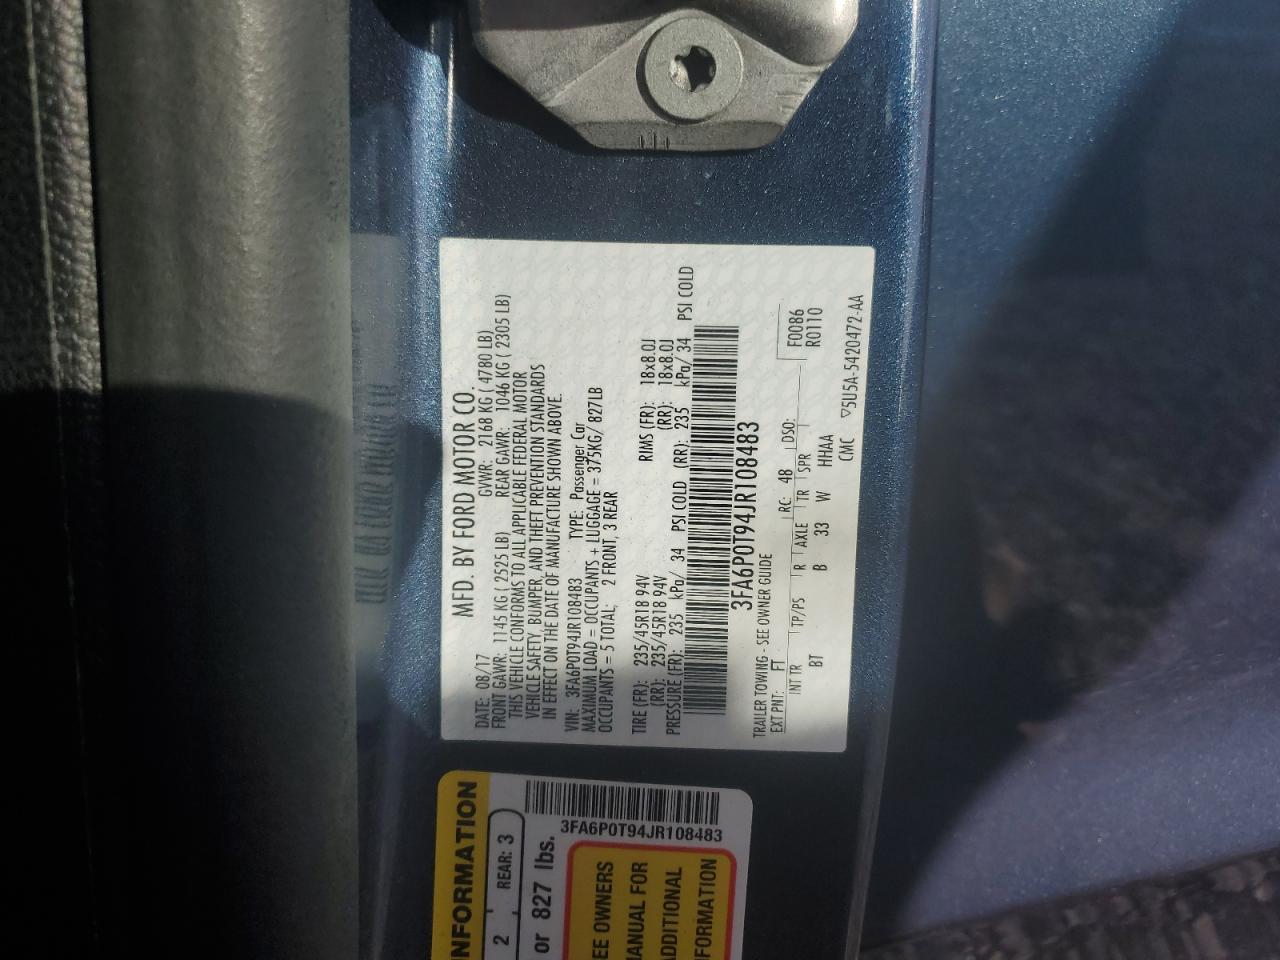 MFD. BY FORD MOTOR CO.
DATE: 08/17 GVWR: 2168 KG ( 4780 LB)
FRONT GAWR: 1145 KG ( 2525 LB) REAR GAWR: 1046 KG ( 2305 LB)
THIS VEHICLE CONFORMS TO ALL APPLICABLE FEDERAL MOTOR
VEHICLE SAFETY, BUMPER, AND THEFT PREVENTION STANDARDS
IN EFFECT ON THE DATE OF MANUFACTURE SHOWN ABOVE.
VIN: 3FA6P0T94JR108483 TYPE: Passenger Car
MAXIMUM LOAD = OCCUPANTS + LUGGAGE = 375KG/ 827LB
OCCUPANTS = 5 TOTAL; 2 FRONT, 3 REAR
TIRE (FR): 235/45R18 94V RIMS (FR): 18x8.0J
(RR): 235/45R18 94V (RR): 18x8.0J
PRESSURE (FR): 235 kPa/ 34 PSI COLD (RR): 235 kPa/ 34 PSI COLD
3FA6P0T94JR108483
TRAILER TOWING - SEE OWNER GUIDE
EXT PNT: FT RC: 48 DSO: F0086
R0110
INT TR TP/PS R AXLE TR SPR
BT B 33 W HHAA
CMC ▽5U5A-5420472-AA
INFORMATION
2 , REAR: 3
or 827 lbs.
3FA6P0T94JR108483
OWNERS
FOR